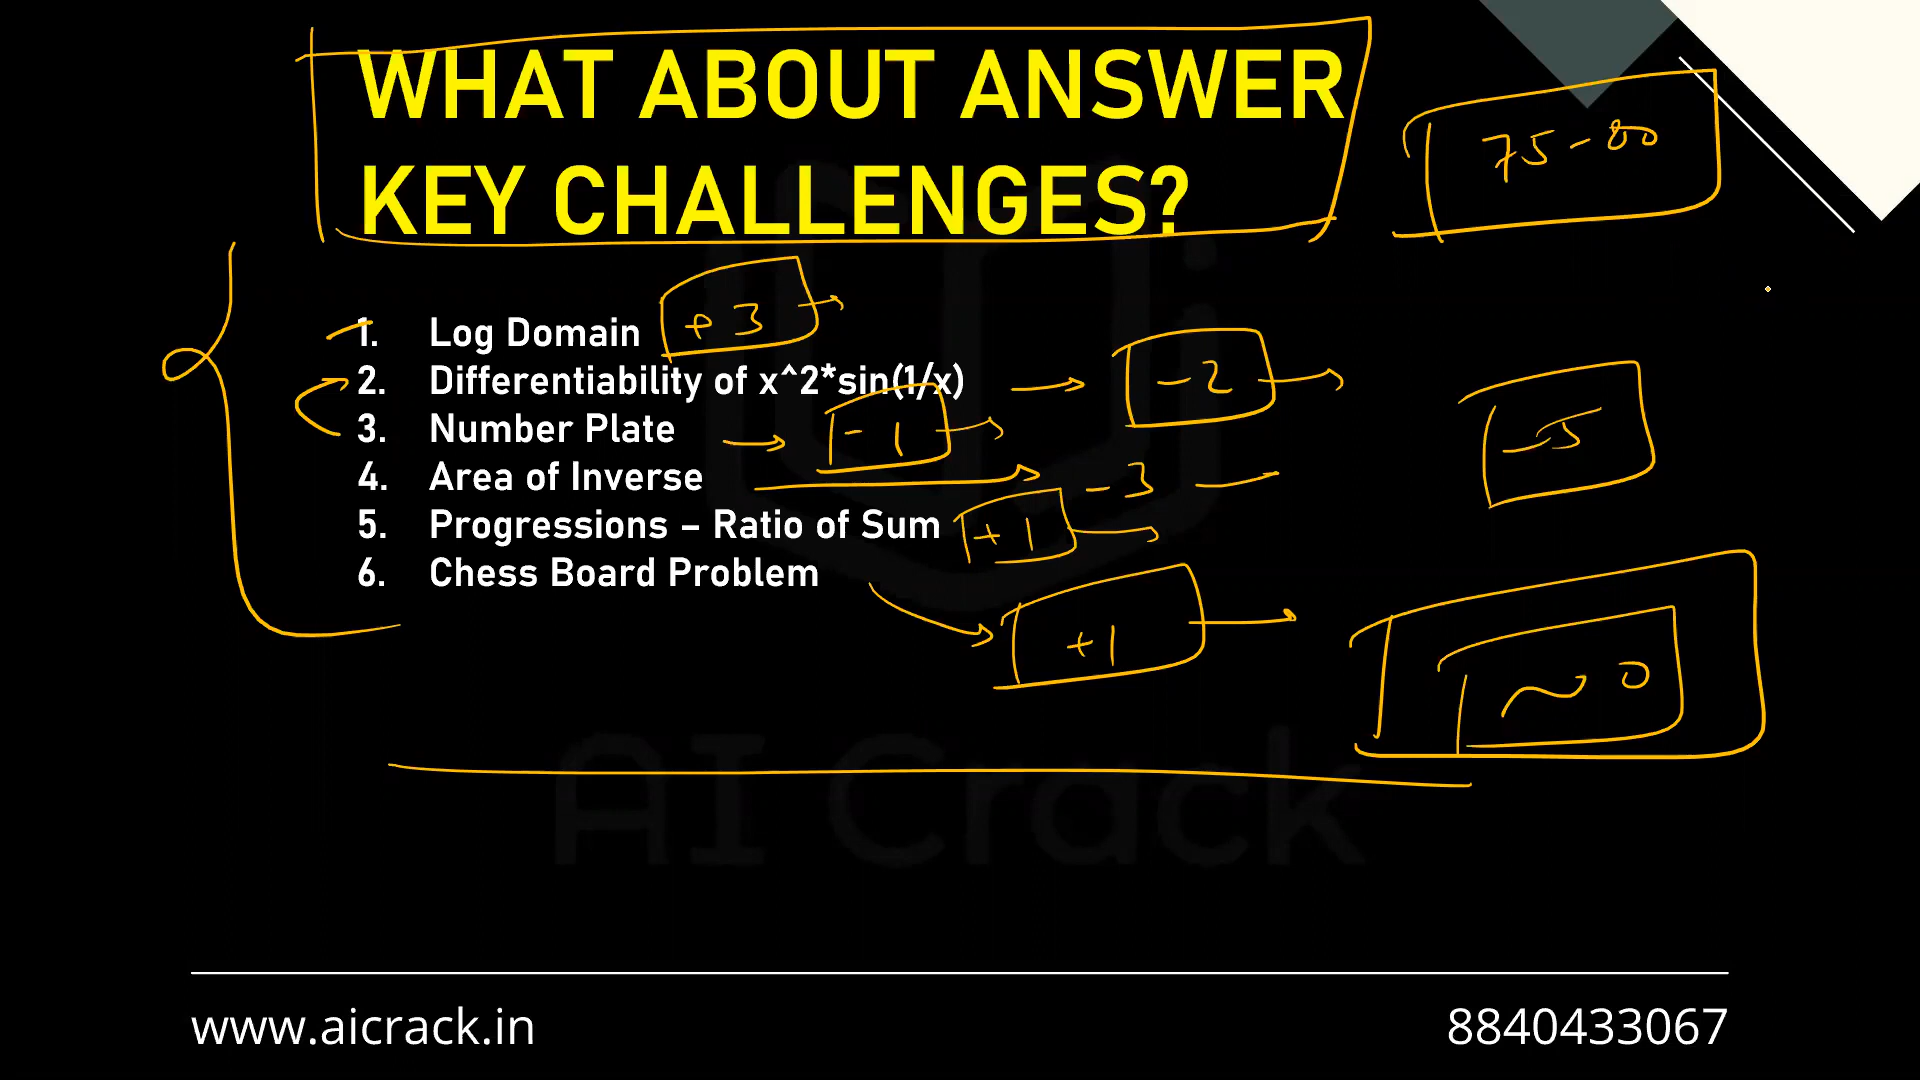 WHAT ABOUT ANSWER
KEY CHALLENGES?
75-80
1. Log Domain +3
2. Differentiability of x^2*sin(1/x) -2
3. Number Plate -1
-5
4. Area of Inverse -3
5. Progressions – Ratio of Sum +1
6. Chess Board Problem +1
~ 0
AI Crack
www.aicrack.in
8840433067